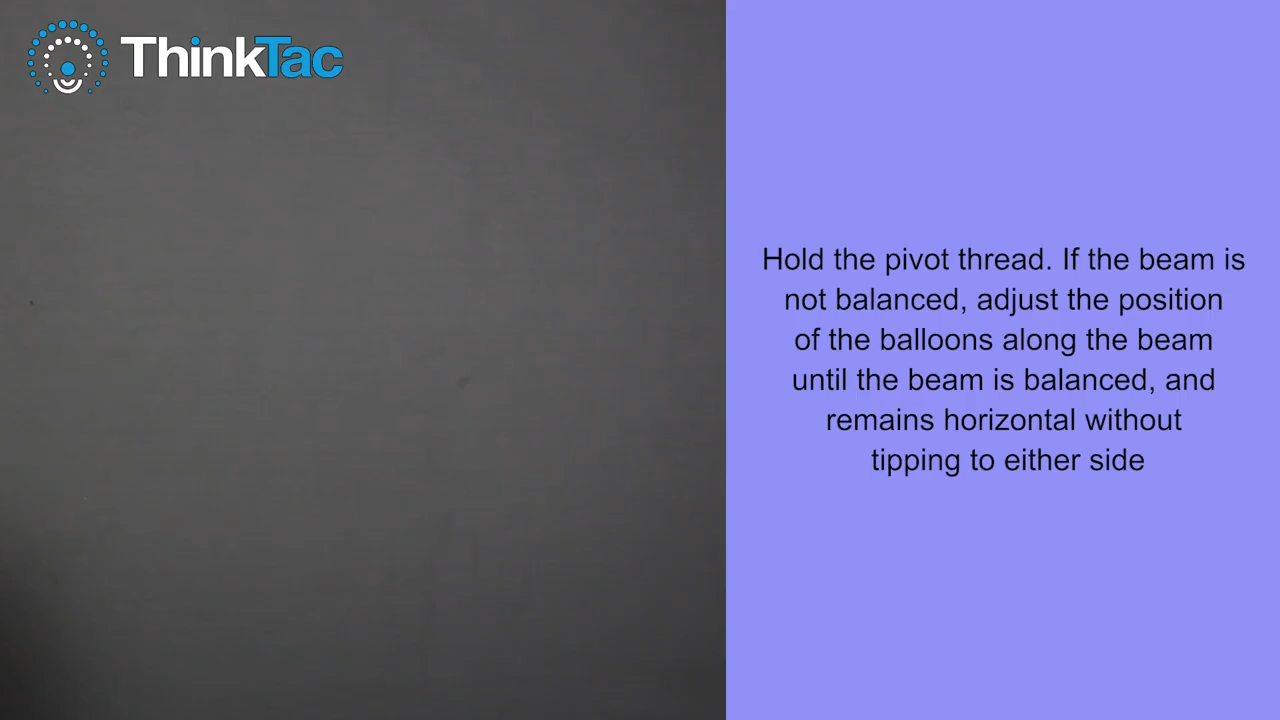 ThinkTac
Hold the pivot thread. If the beam is
not balanced, adjust the position
of the balloons along the beam
until the beam is balanced, and
remains horizontal without
tipping to either side